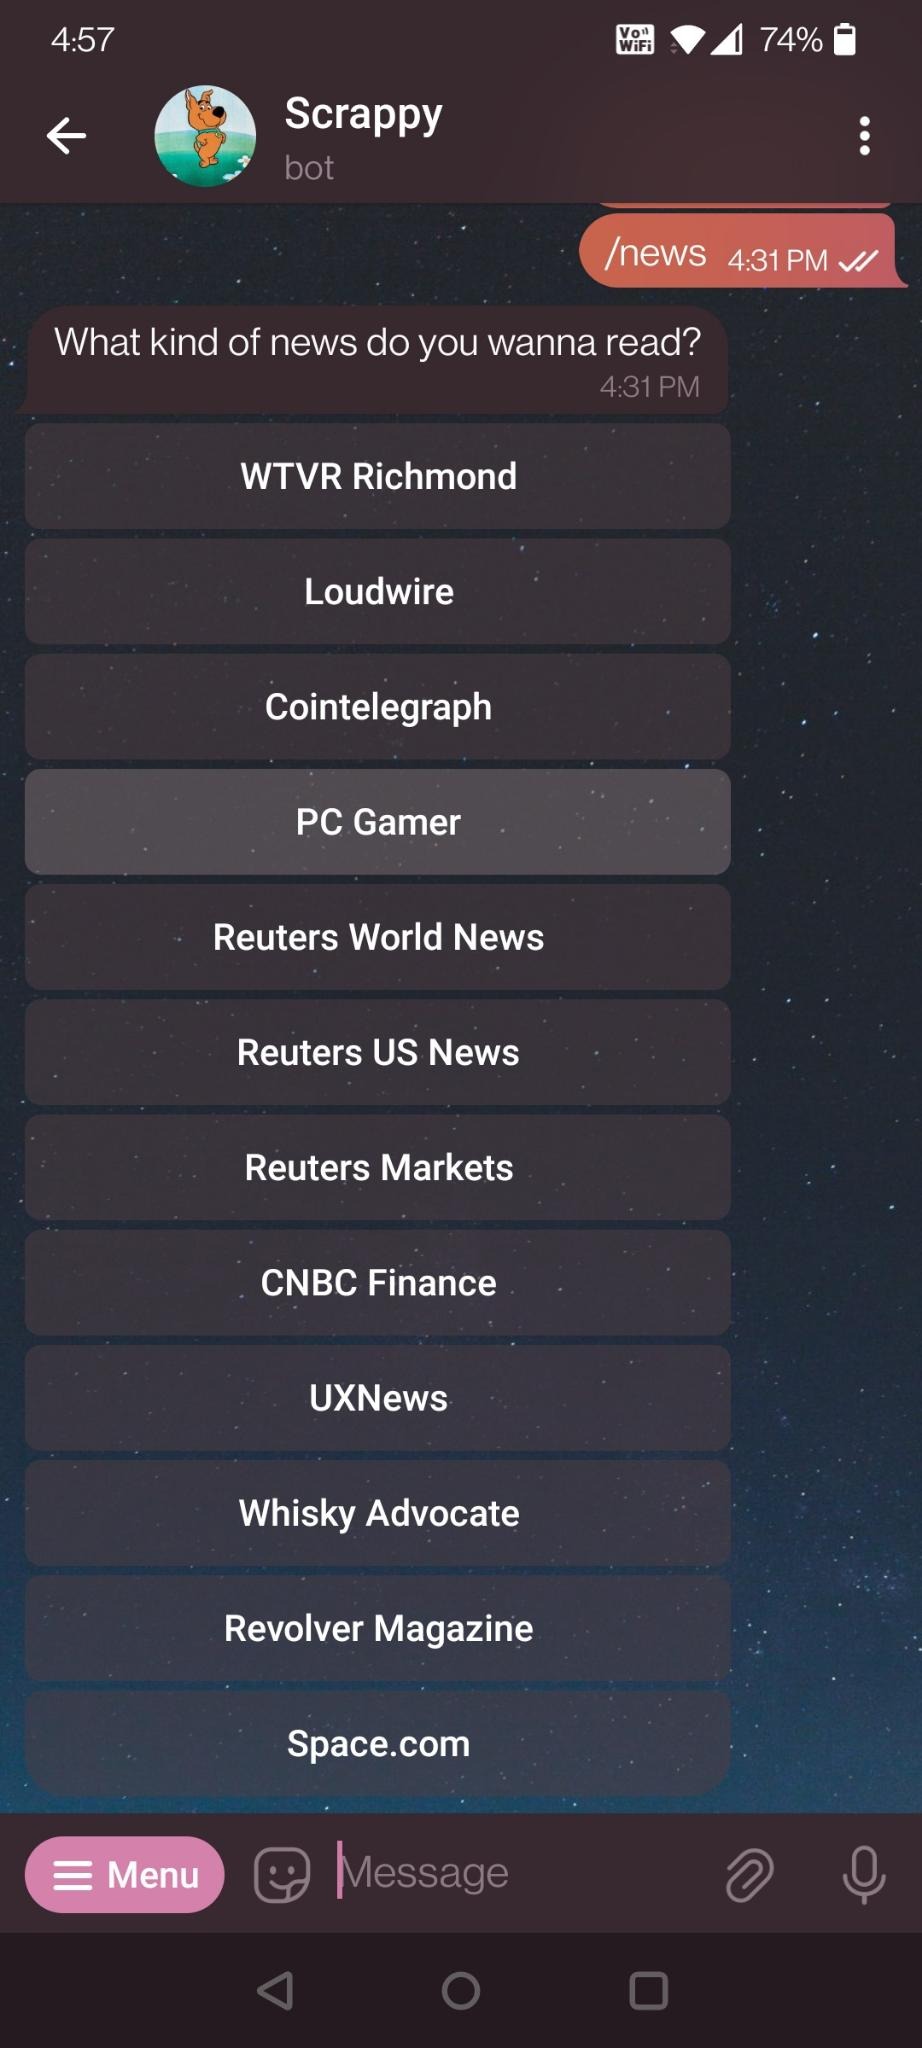 4:57
Vo))
WiFi
74%
Scrappy
bot
/news 4:31 PM
What kind of news do you wanna read?
4:31 PM
WTVR Richmond
Loudwire
Cointelegraph
PC Gamer
Reuters World News
Reuters US News
Reuters Markets
CNBC Finance
UXNews
Whisky Advocate
Revolver Magazine
Space.com
Menu
Message